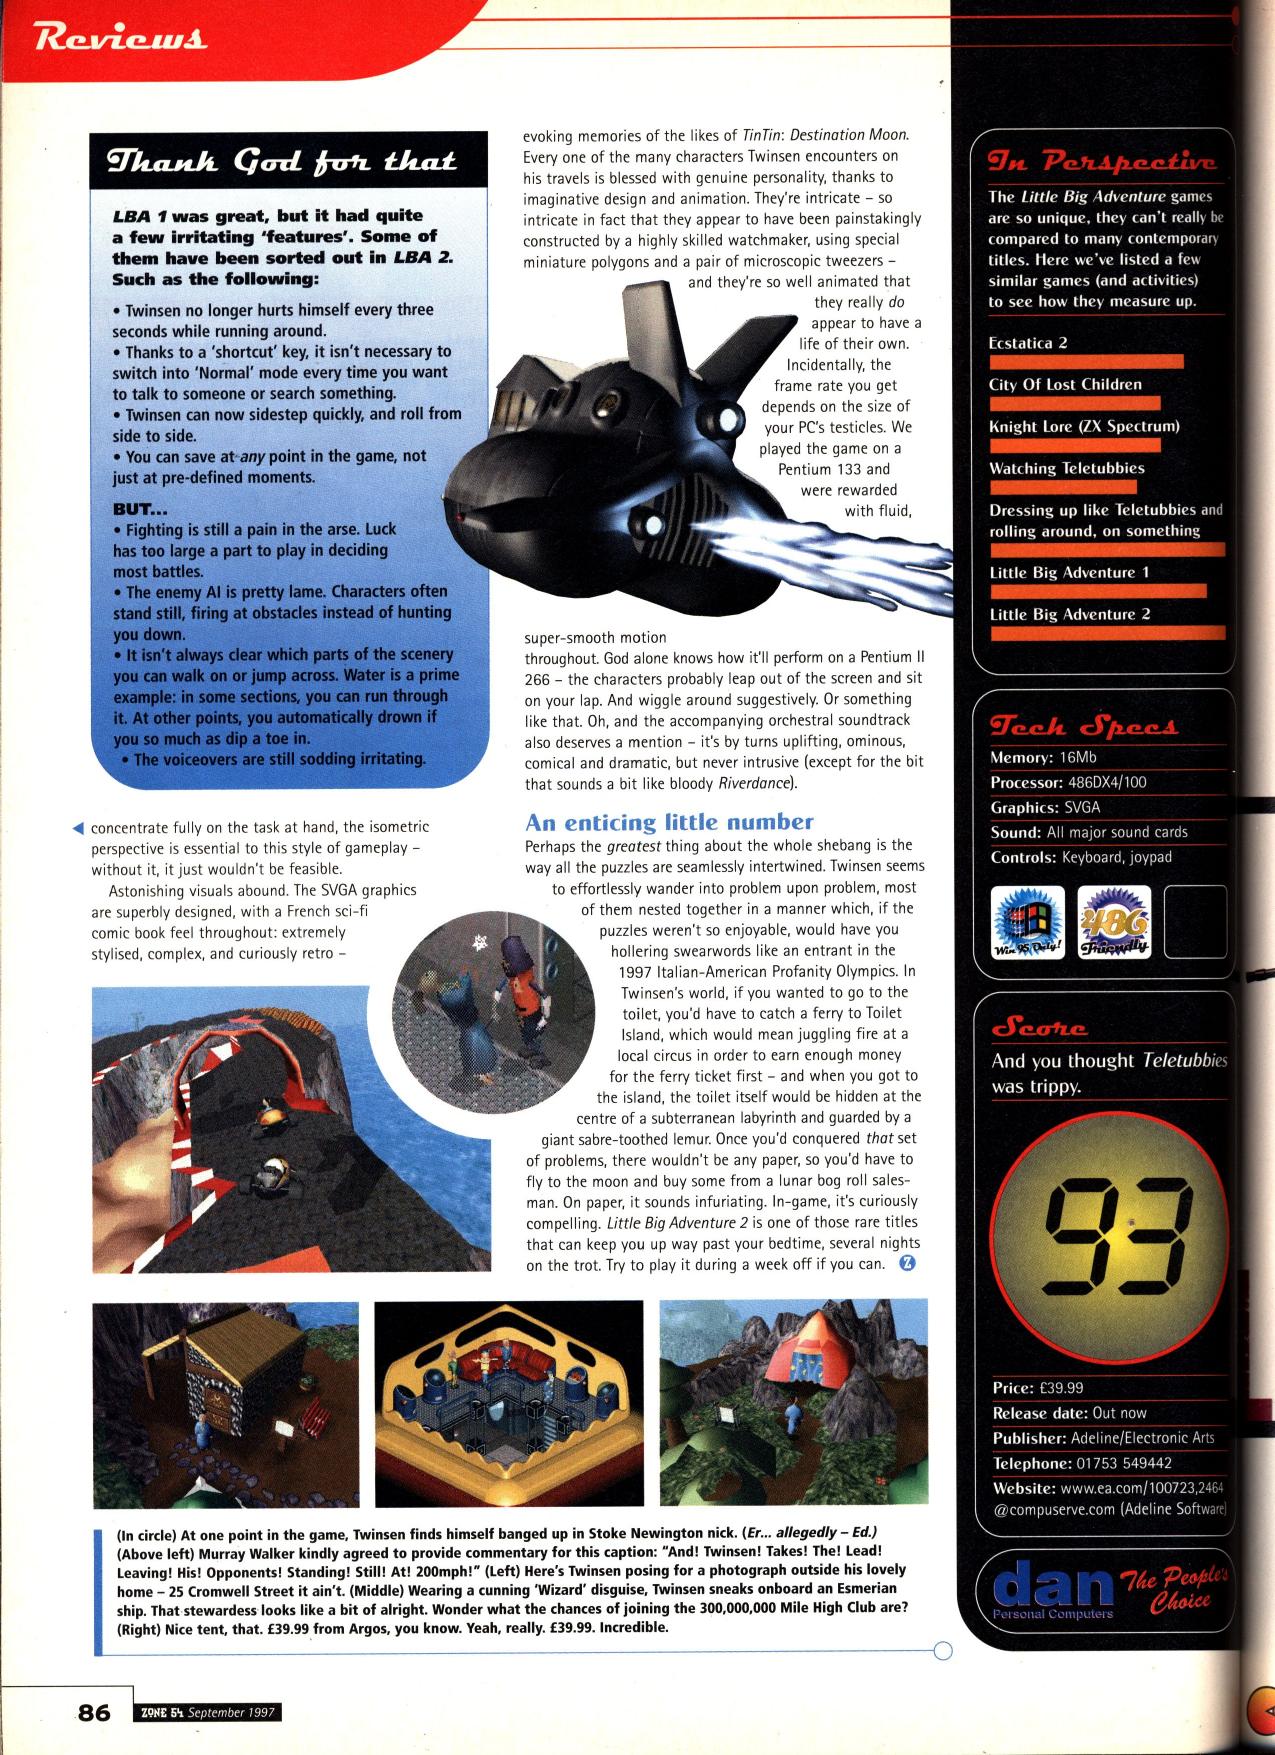 Reviews
Thank God for that
LBA 1 was great, but it had quite
a few irritating 'features'. Some of
them have been sorted out in LBA 2.
Such as the following:
• Twinsen no longer hurts himself every three
seconds while running around.
• Thanks to a 'shortcut' key, it isn't necessary to
switch into 'Normal' mode every time you want
to talk to someone or search something.
• Twinsen can now sidestep quickly, and roll from
side to side.
• You can save at any point in the game, not
just at pre-defined moments.
BUT...
• Fighting is still a pain in the arse. Luck
has too large a part to play in deciding
most battles.
• The enemy AI is pretty lame. Characters often
stand still, firing at obstacles instead of hunting
you down.
• It isn't always clear which parts of the scenery
you can walk on or jump across. Water is a prime
example: in some sections, you can run through
it. At other points, you automatically drown if
you so much as dip a toe in.
• The voiceovers are still sodding irritating.
concentrate fully on the task at hand, the isometric
perspective is essential to this style of gameplay –
without it, it just wouldn't be feasible.
Astonishing visuals abound. The SVGA graphics
are superbly designed, with a French sci-fi
comic book feel throughout: extremely
stylised, complex, and curiously retro –
evoking memories of the likes of TinTin: Destination Moon.
Every one of the many characters Twinsen encounters on
his travels is blessed with genuine personality, thanks to
imaginative design and animation. They're intricate – so
intricate in fact that they appear to have been painstakingly
constructed by a highly skilled watchmaker, using special
miniature polygons and a pair of microscopic tweezers –
and they're so well animated that
they really do
appear to have a
life of their own.
Incidentally, the
frame rate you get
depends on the size of
your PC's testicles. We
played the game on a
Pentium 133 and
were rewarded
with fluid,
super-smooth motion
throughout. God alone knows how it'll perform on a Pentium II
266 – the characters probably leap out of the screen and sit
on your lap. And wiggle around suggestively. Or something
like that. Oh, and the accompanying orchestral soundtrack
also deserves a mention – it's by turns uplifting, ominous,
comical and dramatic, but never intrusive (except for the bit
that sounds a bit like bloody Riverdance).
An enticing little number
Perhaps the greatest thing about the whole shebang is the
way all the puzzles are seamlessly intertwined. Twinsen seems
to effortlessly wander into problem upon problem, most
of them nested together in a manner which, if the
puzzles weren't so enjoyable, would have you
hollering swearwords like an entrant in the
1997 Italian-American Profanity Olympics. In
Twinsen's world, if you wanted to go to the
toilet, you'd have to catch a ferry to Toilet
Island, which would mean juggling fire at a
local circus in order to earn enough money
for the ferry ticket first – and when you got to
the island, the toilet itself would be hidden at the
centre of a subterranean labyrinth and guarded by a
giant sabre-toothed lemur. Once you'd conquered that set
of problems, there wouldn't be any paper, so you'd have to
fly to the moon and buy some from a lunar bog roll sales-
man. On paper, it sounds infuriating. In-game, it's curiously
compelling. Little Big Adventure 2 is one of those rare titles
that can keep you up way past your bedtime, several nights
on the trot. Try to play it during a week off if you can. Z
(In circle) At one point in the game, Twinsen finds himself banged up in Stoke Newington nick. (Er... allegedly – Ed.)
(Above left) Murray Walker kindly agreed to provide commentary for this caption: "And! Twinsen! Takes! The! Lead!
Leaving! His! Opponents! Standing! Still! At! 200mph!" (Left) Here's Twinsen posing for a photograph outside his lovely
home – 25 Cromwell Street it ain't. (Middle) Wearing a cunning 'Wizard' disguise, Twinsen sneaks onboard an Esmerian
ship. That stewardess looks like a bit of alright. Wonder what the chances of joining the 300,000,000 Mile High Club are?
(Right) Nice tent, that. £39.99 from Argos, you know. Yeah, really. £39.99. Incredible.
In Perspective
The Little Big Adventure games
are so unique, they can't really be
compared to many contemporary
titles. Here we've listed a few
similar games (and activities)
to see how they measure up.
Ecstatica 2
City Of Lost Children
Knight Lore (ZX Spectrum)
Watching Teletubbies
Dressing up like Teletubbies and
rolling around, on something
Little Big Adventure 1
Little Big Adventure 2
Tech Specs
Memory: 16Mb
Processor: 486DX4/100
Graphics: SVGA
Sound: All major sound cards
Controls: Keyboard, joypad
Win 95 Only!
486
Friendly
Score
And you thought Teletubbies
was trippy.
93
Price: £39.99
Release date: Out now
Publisher: Adeline/Electronic Arts
Telephone: 01753 549442
Website: www.ea.com/100723,2464
@compuserve.com (Adeline Software)
dan
Personal Computers
The People's
Choice
86
ZONE 54 September 1997